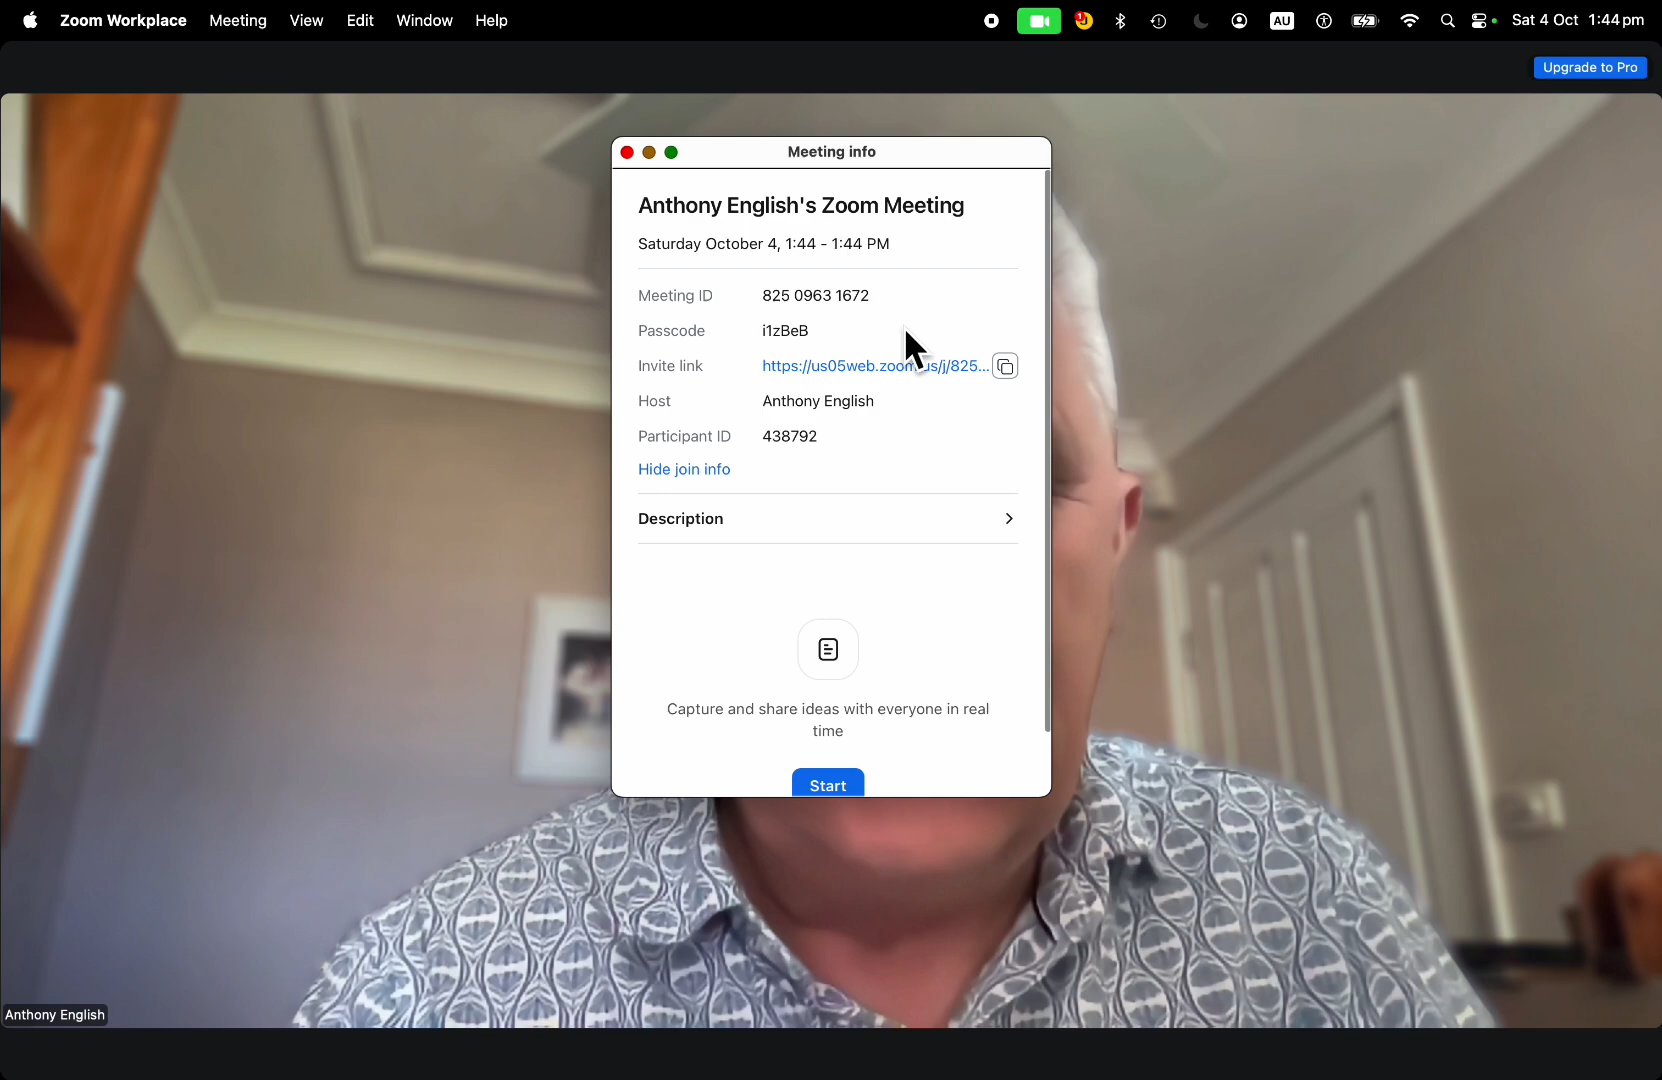 Zoom Workplace Meeting View Edit Window Help AU Sat 4 Oct 1:44 pm
Upgrade to Pro
Meeting info
Anthony English's Zoom Meeting
Saturday October 4, 1:44 - 1:44 PM
Meeting ID 825 0963 1672
Passcode i1zBeB
Invite link https://us05web.zoom.us/j/825...
Host Anthony English
Participant ID 438792
Hide join info
Description
Capture and share ideas with everyone in real
time
Start
Anthony English